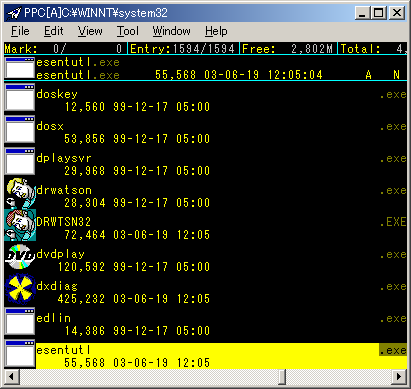 PPC[A]C:¥WINNT¥system32
File Edit View Tool Window Help
Mark: 0/ 0 Entry:1594/1594 Free: 2,802M Total: 4,
esentutl.exe
esentutl.exe 55,568 03-06-19 12:05:04 A N
doskey .exe
12,560 99-12-17 05:00
dosx .exe
53,856 99-12-17 05:00
dplaysvr .exe
29,968 99-12-17 05:00
drwatson .exe
28,304 99-12-17 05:00
DRWTSN32 .EXE
72,464 03-06-19 12:05
dvdplay .exe
120,592 99-12-17 05:00
dxdiag .exe
425,232 03-06-19 12:05
edlin .exe
14,386 99-12-17 05:00
esentutl .exe
55,568 03-06-19 12:05